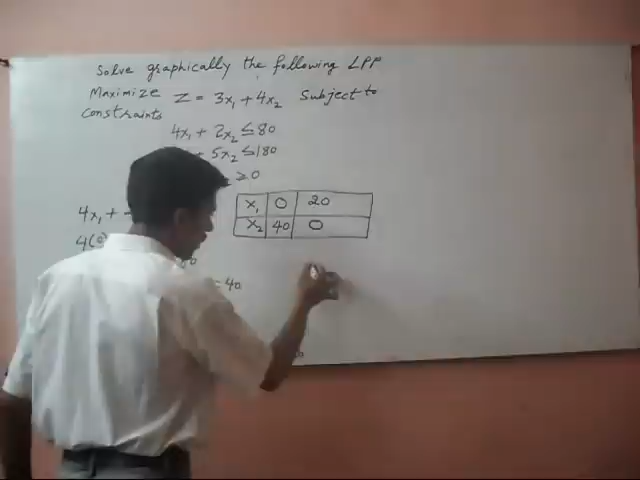 Solve graphically the following LPP
Maximize Z = 3x₁ + 4x₂ Subject to
Constraints
4x₁ + 2x₂ ≤ 80
+ 5x₂ ≤ 180
≥ 0
4x₁ +
x₁ 0 20
x₂ 40 0
4(0)
= 40